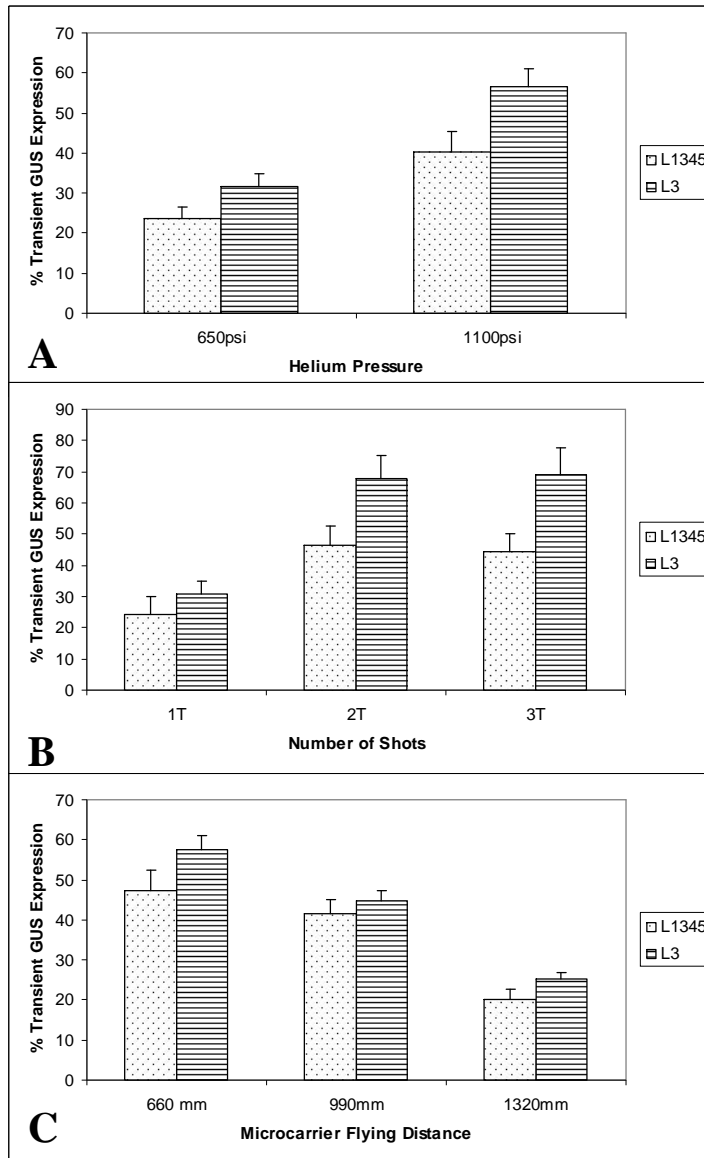 70
60
50
40
30
20
10
0
% Transient GUS Expression
650psi
1100psi
Helium Pressure
L1345
L3
A
90
80
70
60
50
40
30
20
10
0
% Transient GUS Expression
1T
2T
3T
Number of Shots
L1345
L3
B
70
60
50
40
30
20
10
0
% Transient GUS Expression
660 mm
990mm
1320mm
Microcarrier Flying Distance
L1345
L3
C